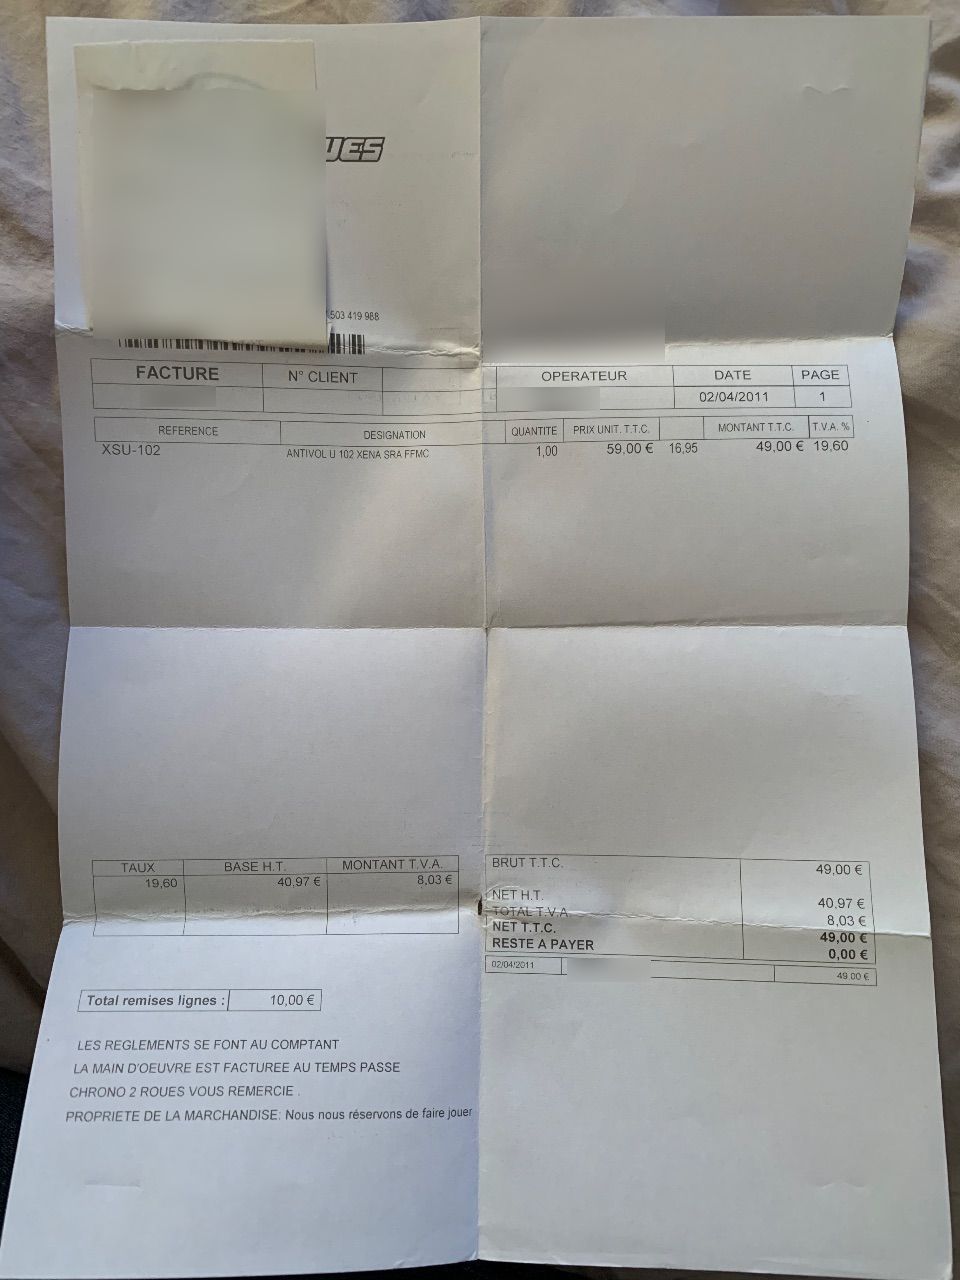 UES
503 419 988
FACTURE N° CLIENT OPERATEUR DATE PAGE
02/04/2011 1
REFERENCE DESIGNATION QUANTITE PRIX UNIT. T.T.C. MONTANT T.T.C. T.V.A. %
XSU-102 ANTIVOL U 102 XENA SRA FFMC 1,00 59,00 € 16,95 49,00 € 19,60
TAUX BASE H.T. MONTANT T.V.A.
19,60 40,97 € 8,03 €
BRUT T.T.C. 49,00 €
NET H.T. 40,97 €
TOTAL T.V.A 8,03 €
NET T.T.C. 49,00 €
RESTE A PAYER 0,00 €
02/04/2011 49,00 €
Total remises lignes : 10,00 €
LES REGLEMENTS SE FONT AU COMPTANT
LA MAIN D'OEUVRE EST FACTUREE AU TEMPS PASSE
CHRONO 2 ROUES VOUS REMERCIE .
PROPRIETE DE LA MARCHANDISE: Nous nous réservons de faire jouer